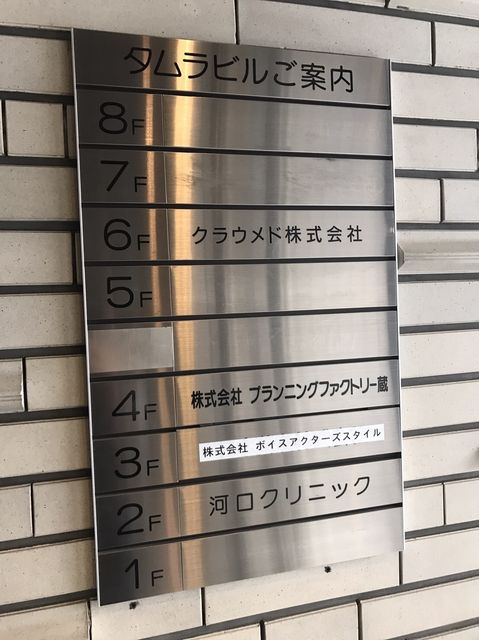 タムラビルご案内
8F
7F
6F クラウメド株式会社
5F
4F 株式会社 プランニングファクトリー蔵
3F 株式会社 ボイスアクターズスタイル
2F 河口クリニック
1F